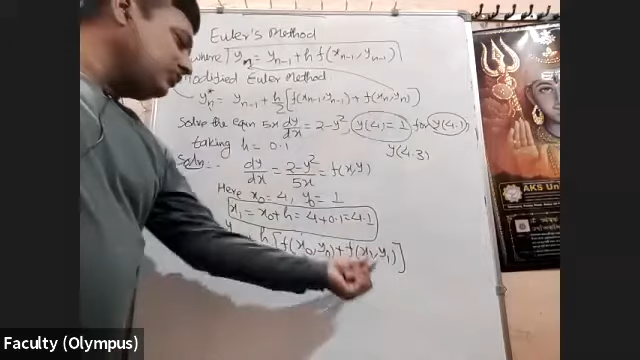 Euler's Method
where yn = yn-1 + h f(xn-1, yn-1)
Modified Euler Method
yn* = yn-1 + h/2 [f(xn-1, yn-1) + f(xn, yn)]
Solve the eqn 5x dy/dx = 2-y², y(4) = 1 for y(4.1)
taking h = 0.1
y(4.3)
Soln :- dy/dx = 2-y²/5x = f(x,y)
Here x0 = 4, y0 = 1
x1 = x0+h = 4+0.1 = 4.1
h [f(x0, y0) + f(x1, y1)]
AKS Un
Faculty (Olympus)